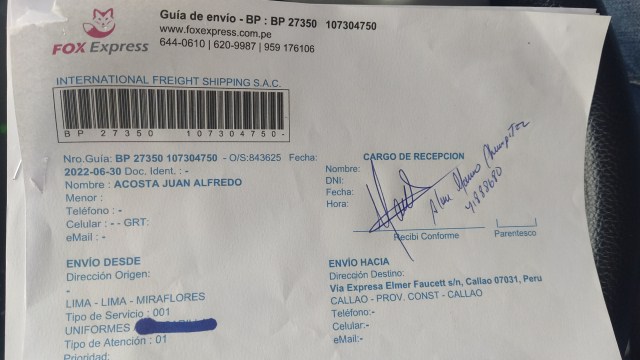 FOX Express
Guía de envío - BP : BP 27350 107304750
www.foxexpress.com.pe
644-0610 | 620-9987 | 959 176106
INTERNATIONAL FREIGHT SHIPPING S.A.C.
BP 27350 107304750-
Nro.Guía: BP 27350 107304750 - O/S:843625 Fecha:
2022-06-30 Doc. Ident. : -
Nombre : ACOSTA JUAN ALFREDO
Menor :
Teléfono : -
Celular : - - GRT:
eMail : -
CARGO DE RECEPCION
Nombre:
DNI:
Fecha:
Hora:
Recibi Conforme
Parentesco
ENVÍO DESDE
Dirección Origen:
-
LIMA - LIMA - MIRAFLORES
Tipo de Servicio : 001
UNIFORMES
Tipo de Atención : 01
Prioridad:
ENVÍO HACIA
Dirección Destino:
Via Expresa Elmer Faucett s/n, Callao 07031, Peru
CALLAO - PROV. CONST - CALLAO
Teléfono:-
Celular:-
eMail:-